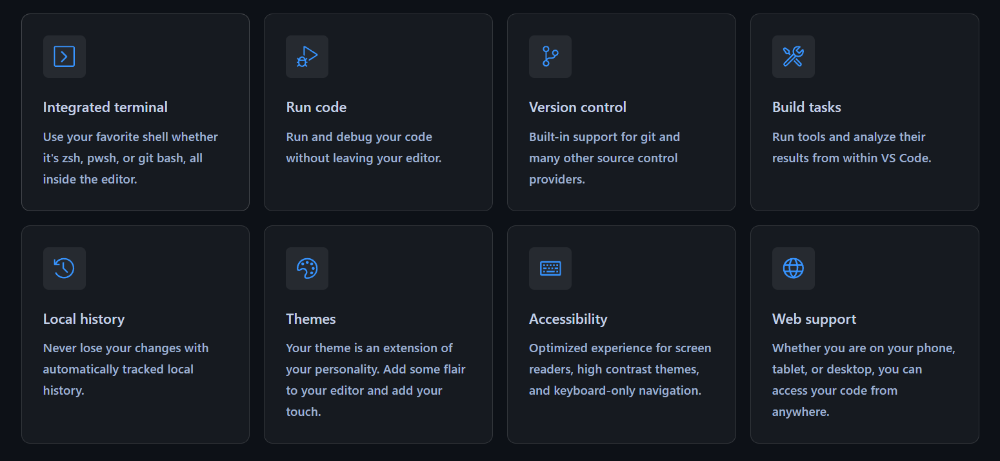 Integrated terminal
Use your favorite shell whether
it's zsh, pwsh, or git bash, all
inside the editor.
Run code
Run and debug your code
without leaving your editor.
Version control
Built-in support for git and
many other source control
providers.
Build tasks
Run tools and analyze their
results from within VS Code.
Local history
Never lose your changes with
automatically tracked local
history.
Themes
Your theme is an extension of
your personality. Add some flair
to your editor and add your
touch.
Accessibility
Optimized experience for screen
readers, high contrast themes,
and keyboard-only navigation.
Web support
Whether you are on your phone,
tablet, or desktop, you can
access your code from
anywhere.